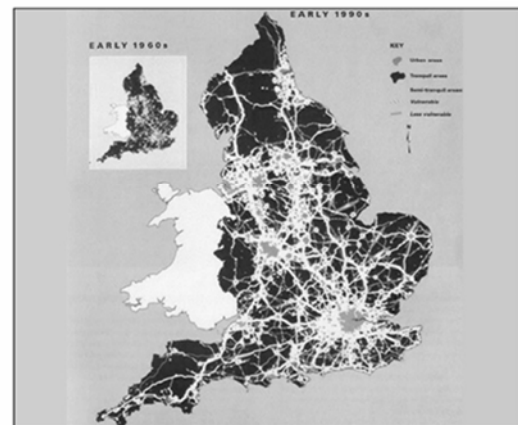 EARLY 1990s
EARLY 1960s
KEY
Urban areas
Tranquil areas
Semi tranquil areas
Vulnerable
Less vulnerable
N